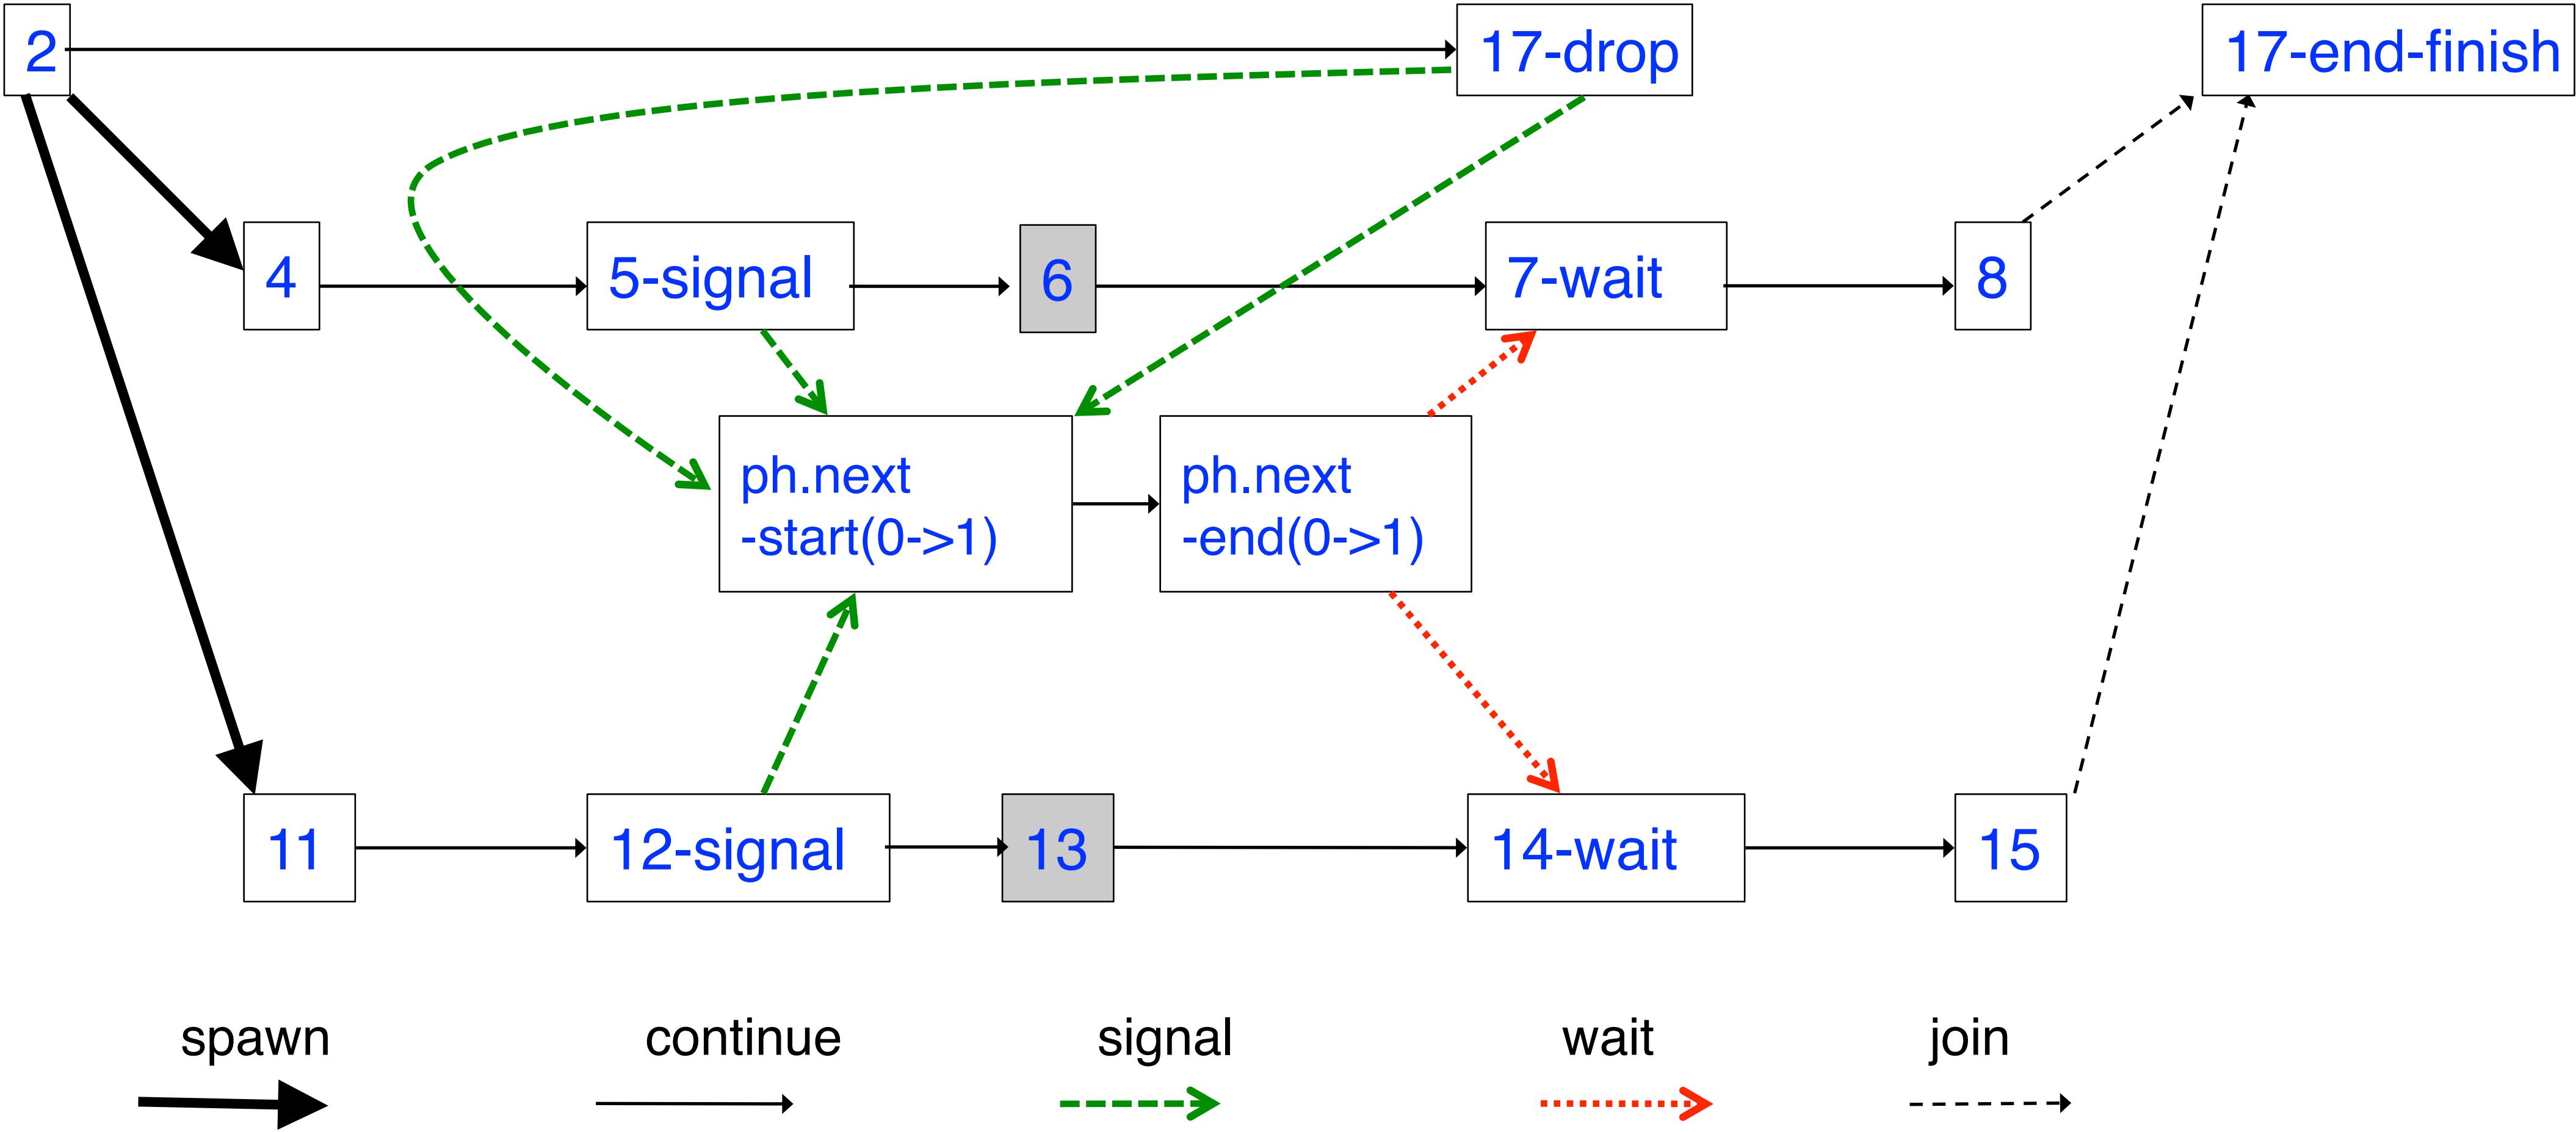 2
17-drop
17-end-finish
4
5-signal
6
7-wait
8
ph.next
-start(0->1)
ph.next
-end(0->1)
11
12-signal
13
14-wait
15
spawn
continue
signal
wait
join